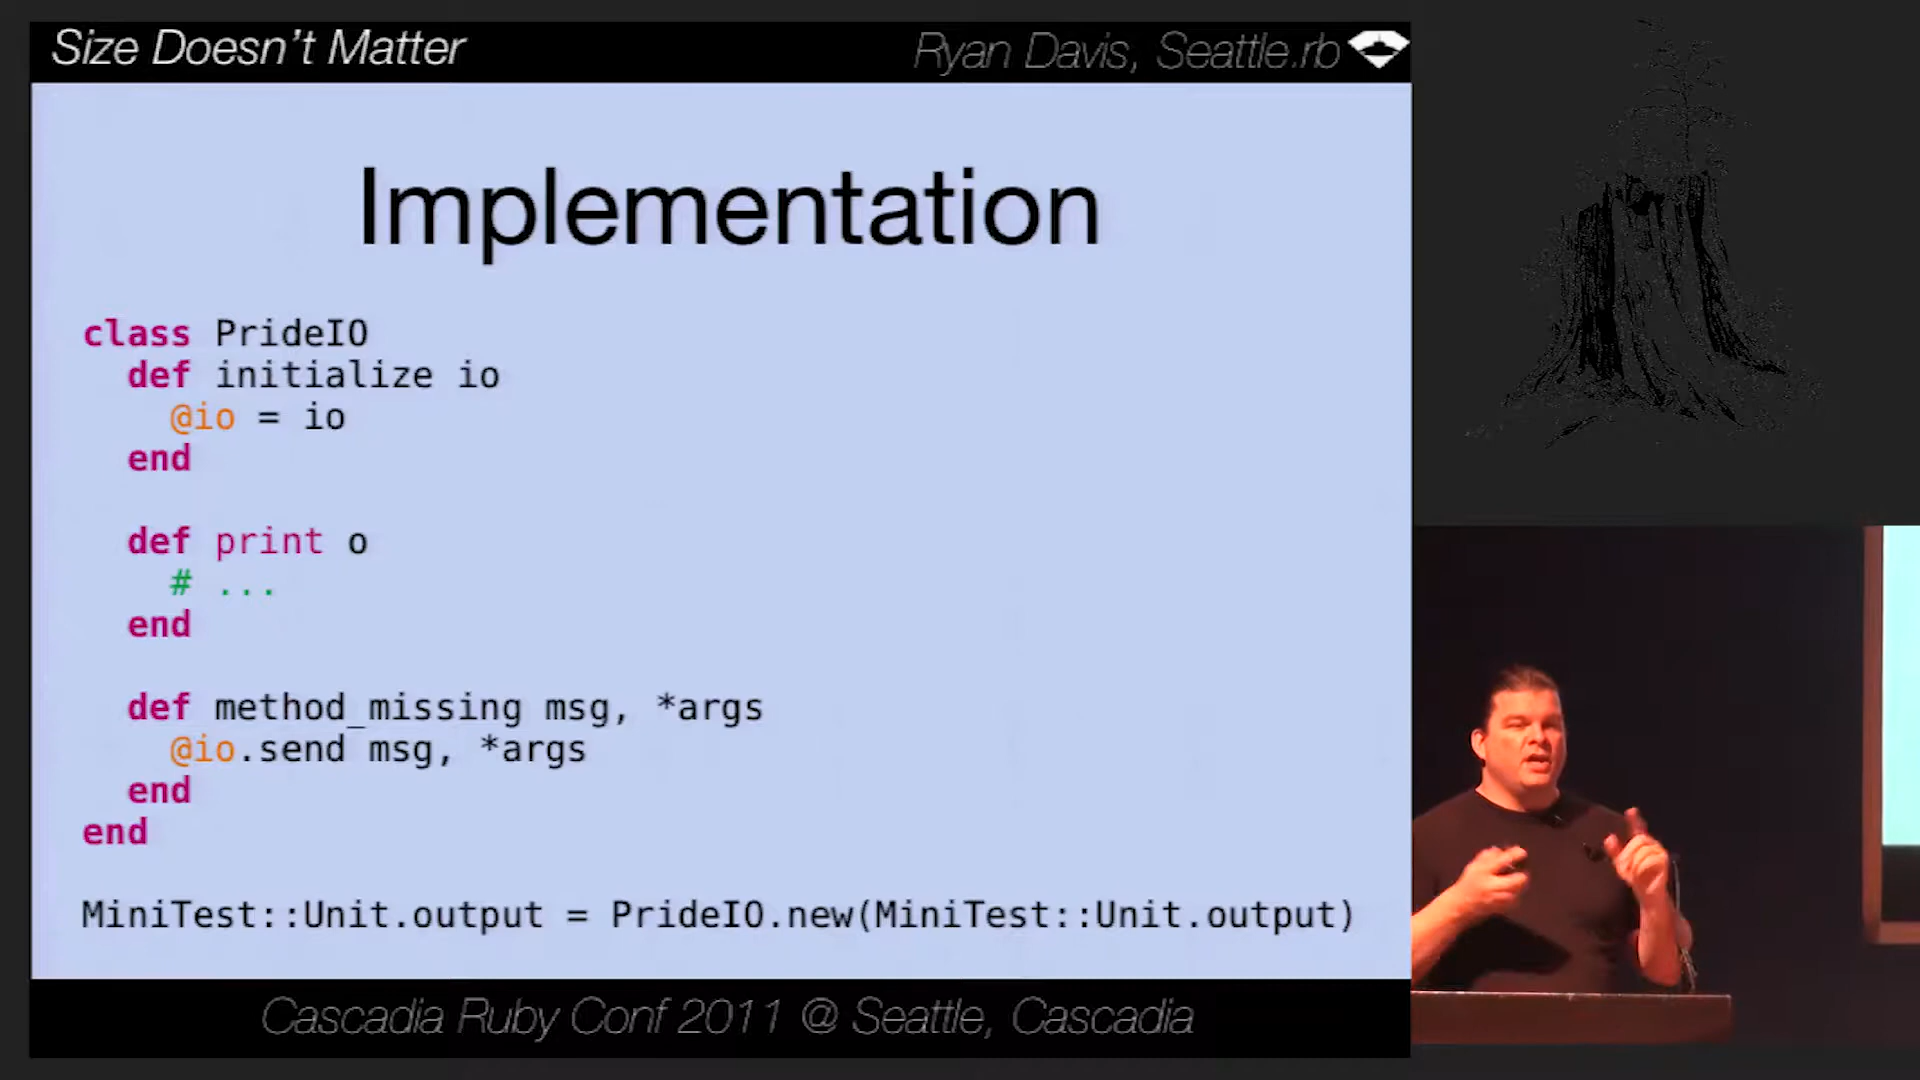 Size Doesn't Matter
Ryan Davis, Seattle.rb
Implementation
class PrideIO
  def initialize io
    @io = io
  end

  def print o
    # ...
  end

  def method_missing msg, *args
    @io.send msg, *args
  end
end

MiniTest::Unit.output = PrideIO.new(MiniTest::Unit.output)
Cascadia Ruby Conf 2011 @ Seattle, Cascadia